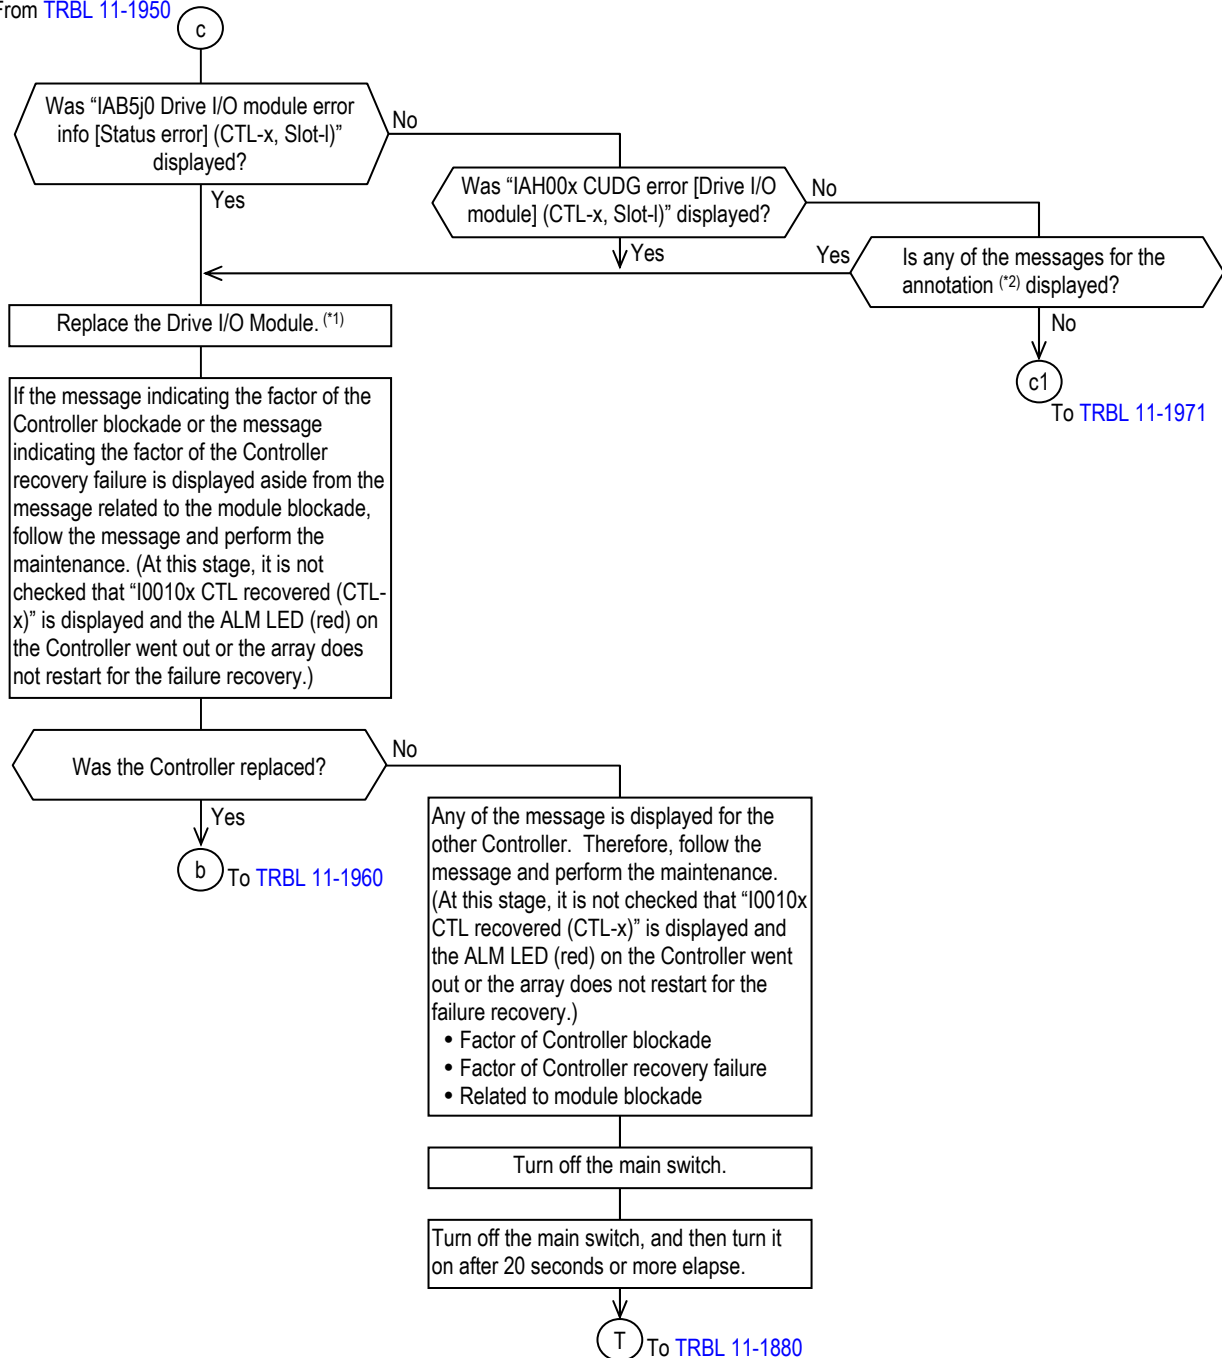 From TRBL 11-1950
c
Was “IAB5j0 Drive I/O module error
info [Status error] (CTL-x, Slot-l)”
displayed?
No
Yes
Was “IAH00x CUDG error [Drive I/O
module] (CTL-x, Slot-l)” displayed?
No
Yes
Is any of the messages for the
annotation (*2) displayed?
Yes
No
c1
To TRBL 11-1971
Replace the Drive I/O Module. (*1)
If the message indicating the factor of the
Controller blockade or the message
indicating the factor of the Controller
recovery failure is displayed aside from the
message related to the module blockade,
follow the message and perform the
maintenance. (At this stage, it is not
checked that “I0010x CTL recovered (CTL-
x)” is displayed and the ALM LED (red) on
the Controller went out or the array does
not restart for the failure recovery.)
Was the Controller replaced?
No
Yes
b
To TRBL 11-1960
Any of the message is displayed for the
other Controller. Therefore, follow the
message and perform the maintenance.
(At this stage, it is not checked that “I0010x
CTL recovered (CTL-x)” is displayed and
the ALM LED (red) on the Controller went
out or the array does not restart for the
failure recovery.)
• Factor of Controller blockade
• Factor of Controller recovery failure
• Related to module blockade
Turn off the main switch.
Turn off the main switch, and then turn it
on after 20 seconds or more elapse.
T
To TRBL 11-1880